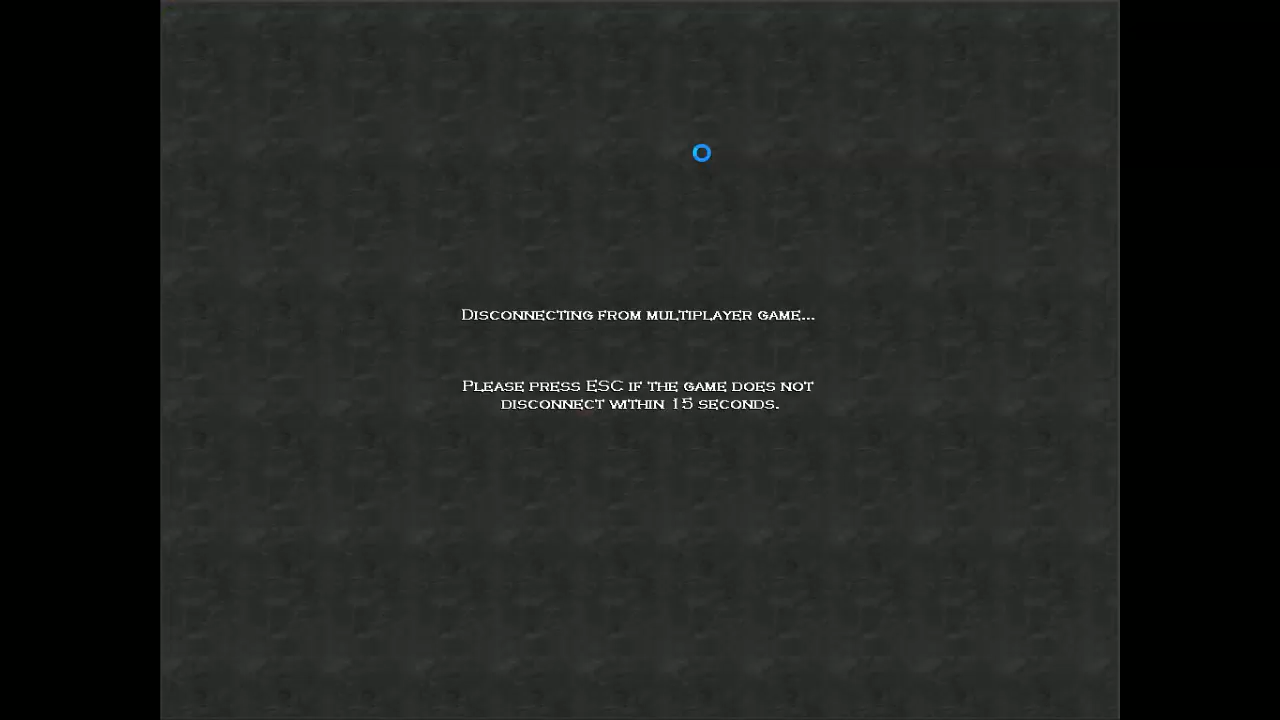 Disconnecting from multiplayer game...
Please press ESC if the game does not
disconnect within 15 seconds.